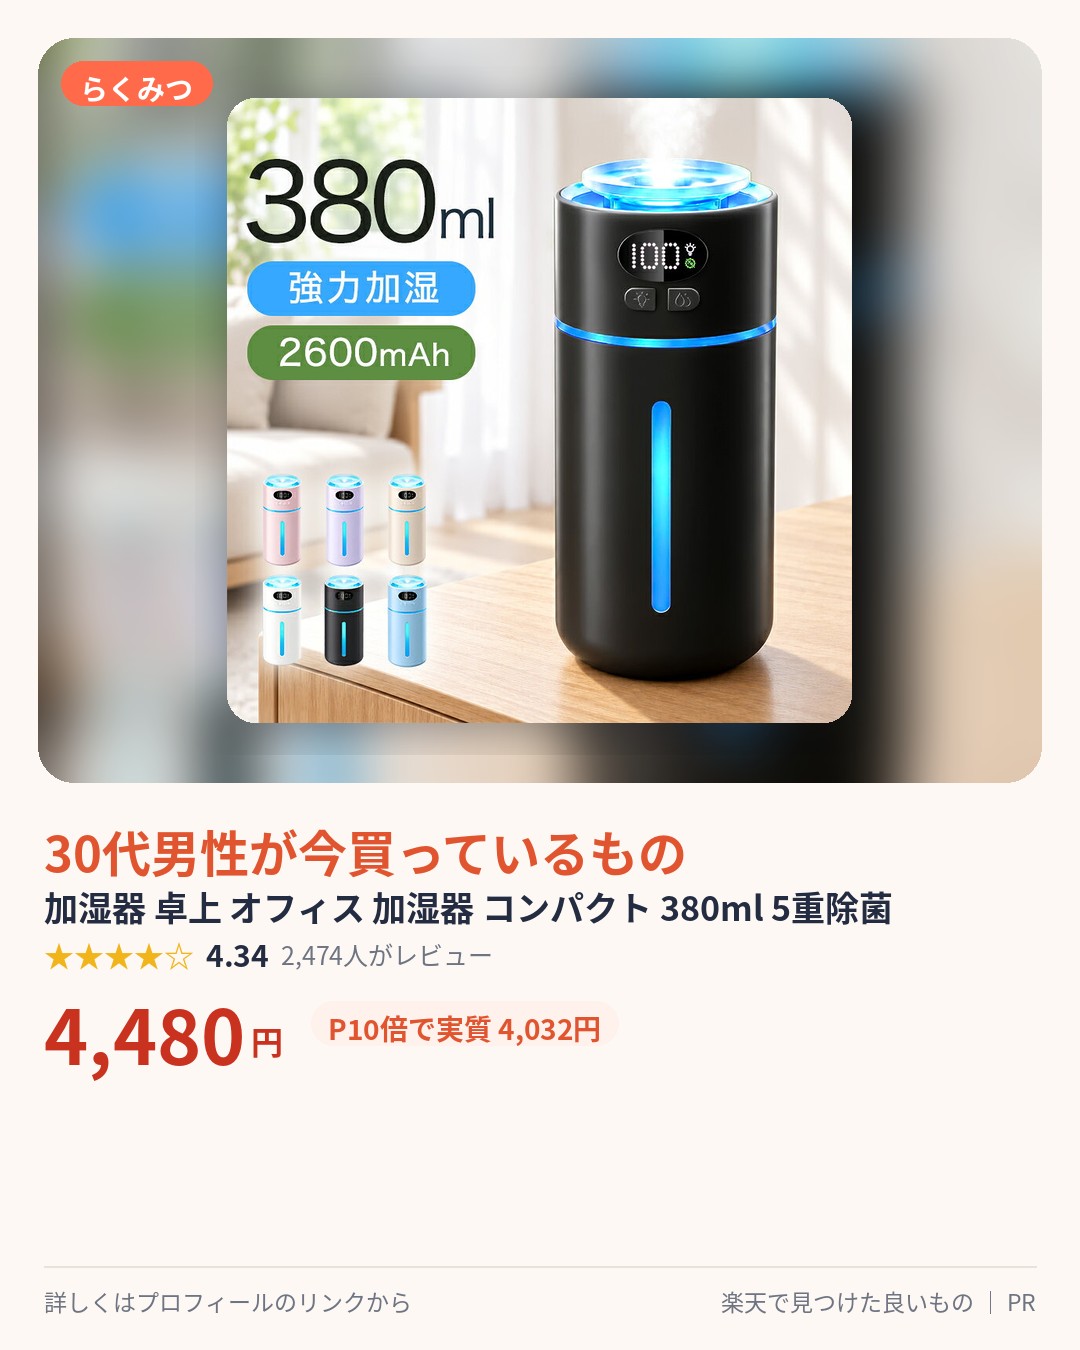 らくみつ
380ml
強力加湿
2600mAh
100
30代男性が今買っているもの
加湿器 卓上 オフィス 加湿器 コンパクト 380ml 5重除菌
★★★★☆ 4.34 2,474人がレビュー
4,480円 P10倍で実質 4,032円
詳しくはプロフィールのリンクから
楽天で見つけた良いもの｜PR